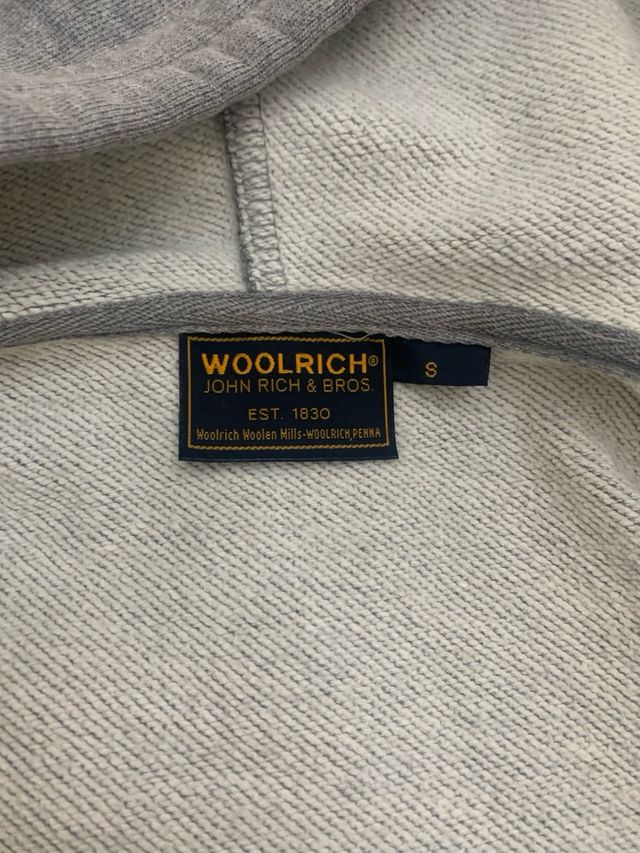 WOOLRICH®
JOHN RICH & BROS.
EST. 1830
Woolrich Woolen Mills-WOOLRICH,PENNA
S